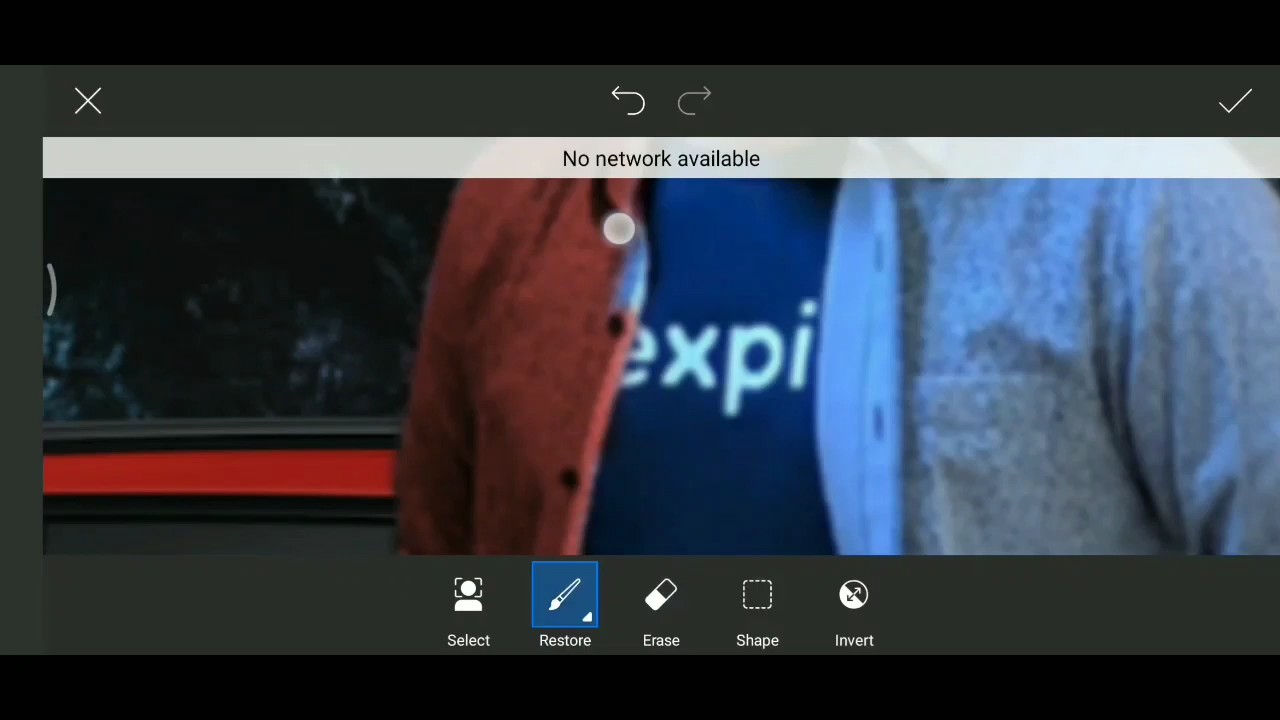 No network available
expi
Select
Restore
Erase
Shape
Invert